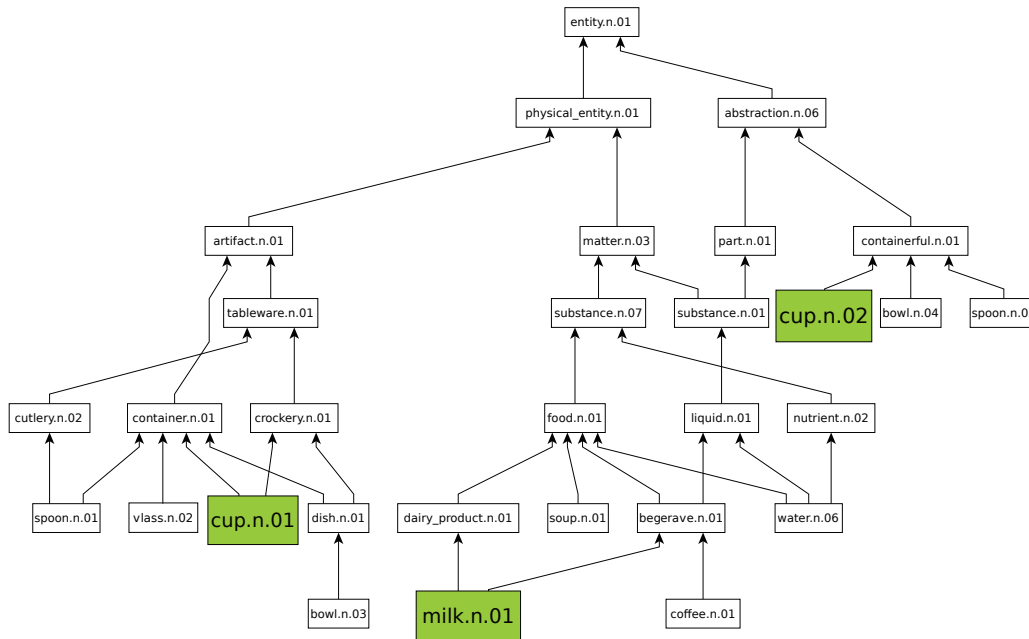 entity.n.01
physical_entity.n.01
abstraction.n.06
artifact.n.01
matter.n.03
part.n.01
containerful.n.01
tableware.n.01
substance.n.07
substance.n.01
cup.n.02
bowl.n.04
spoon.n.0
cutlery.n.02
container.n.01
crockery.n.01
food.n.01
liquid.n.01
nutrient.n.02
spoon.n.01
vlass.n.02
cup.n.01
dish.n.01
dairy_product.n.01
soup.n.01
begerave.n.01
water.n.06
bowl.n.03
milk.n.01
coffee.n.01